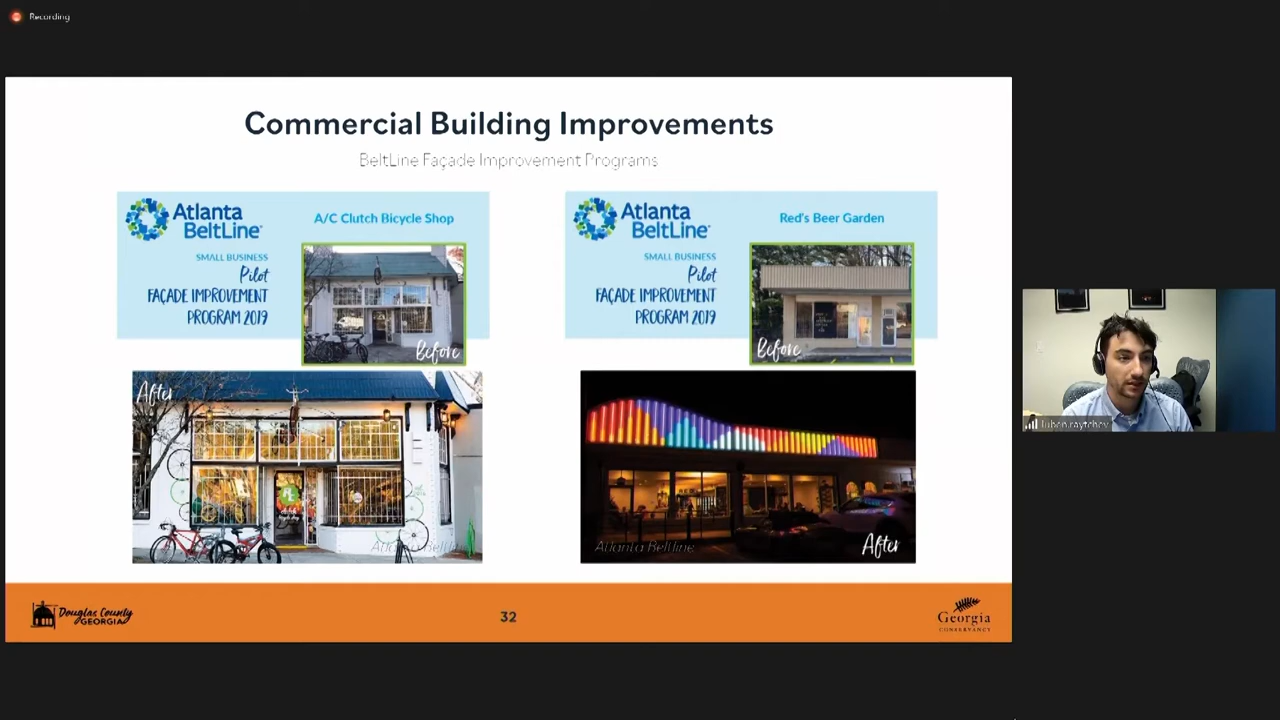 Recording
Commercial Building Improvements
BeltLine Façade Improvement Programs
Atlanta
BeltLine
A/C Clutch Bicycle Shop
SMALL BUSINESS
Pilot
FAÇADE IMPROVEMENT
PROGRAM 2019
Before
After
Atlanta Beltline
Atlanta
BeltLine
Red's Beer Garden
SMALL BUSINESS
Pilot
FAÇADE IMPROVEMENT
PROGRAM 2019
Before
Atlanta Beltline
After
Douglas County
GEORGIA
32
Georgia
CONSERVANCY